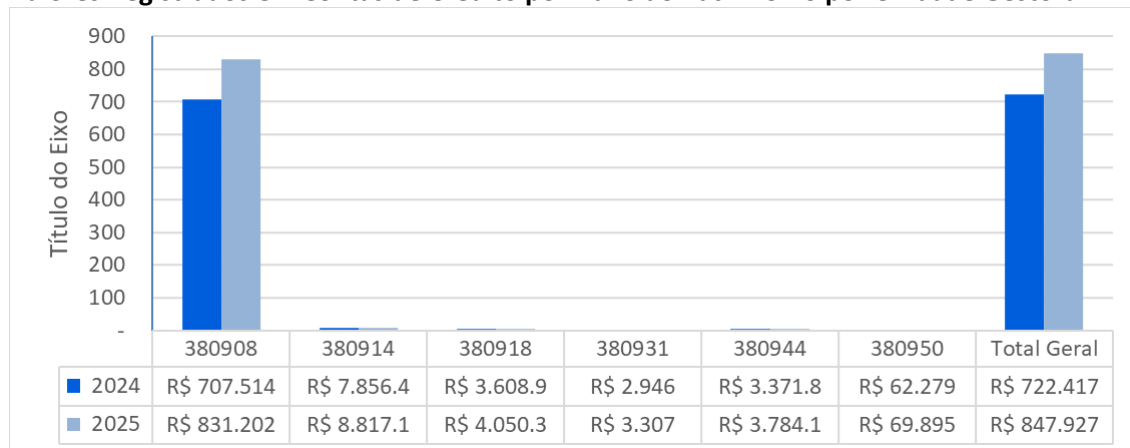 900
800
700
600
500
400
300
200
100
-
Título do Eixo
380908 380914 380918 380931 380944 380950 Total Geral
2024 R$ 707.514 R$ 7.856.4 R$ 3.608.9 R$ 2.946 R$ 3.371.8 R$ 62.279 R$ 722.417
2025 R$ 831.202 R$ 8.817.1 R$ 4.050.3 R$ 3.307 R$ 3.784.1 R$ 69.895 R$ 847.927